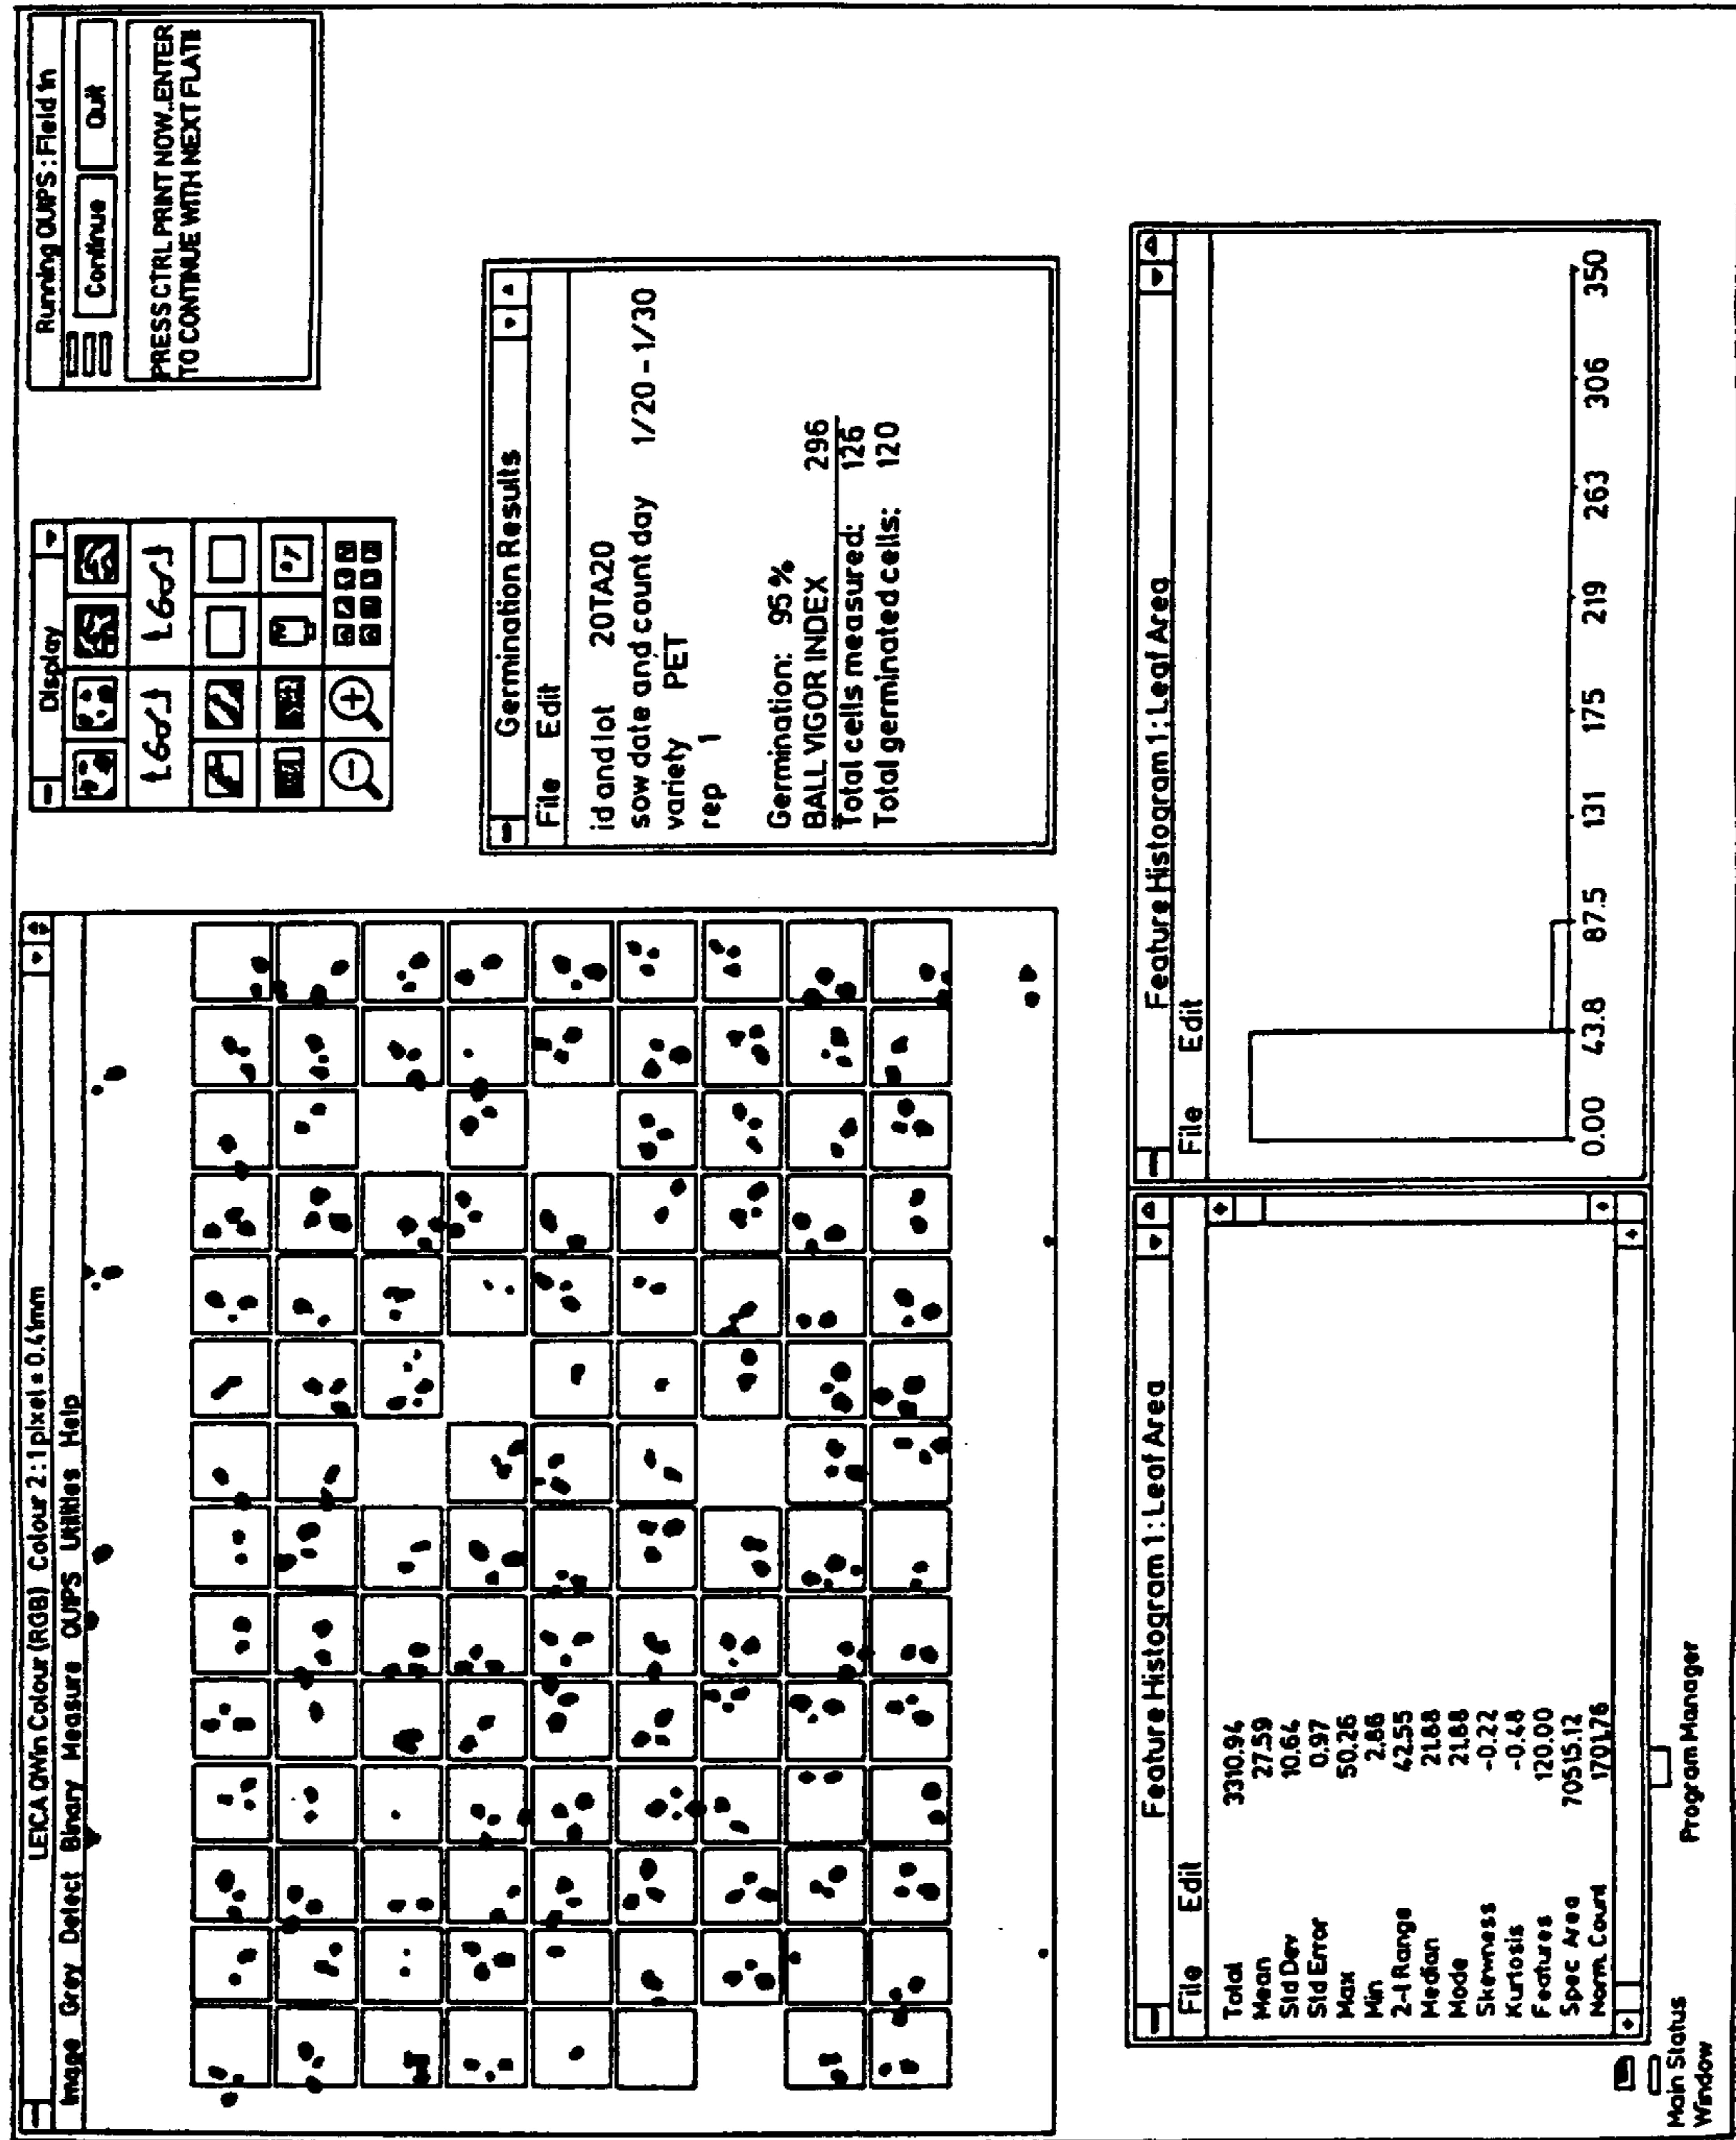 LEICA QWin Colour (RGB) Colour 2: 1 pixel = 0.41mm
Image Grey Detect Binary Measure QUIPS Utilities Help
Display
Running QUIPS : Field in
Continue
Quit
PRESS CTRL PRINT NOW..ENTER
TO CONTINUE WITH NEXT FLAT
Germination Results
File Edit
id and lot 20TA20
sow date and count day 1/20 - 1/30
variety PET
rep 1
Germination: 95 %
BALL VIGOR INDEX 296
Total cells measured: 126
Total germinated cells: 120
Feature Histogram 1 : Leaf Area
File Edit
Total 3310.94
Mean 27.59
Std Dev 10.64
Std Error 0.97
Max 50.26
Min 2.86
2-1 Range 42.55
Median 21.88
Mode 21.88
Skewness -0.22
Kurtosis -0.48
Features 120.00
Spec Area 70515.12
Norm. Count 1701.76
Feature Histogram 1 : Leaf Area
File Edit
0.00 43.8 87.5 131 175 219 263 306 350
Main Status
Window
Program Manager